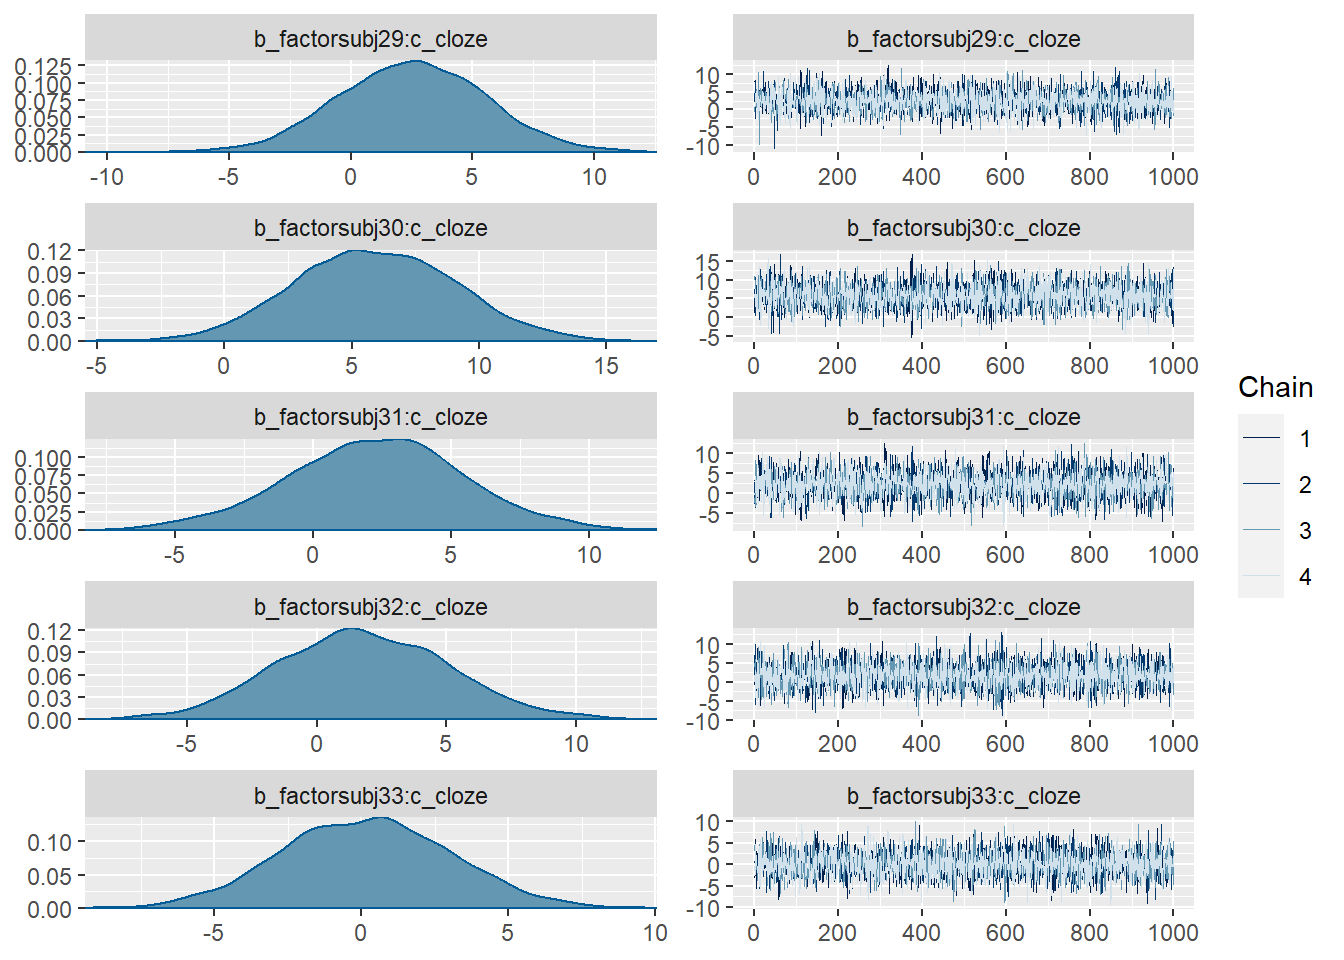 b_factorsubj29:c_cloze
0.125
0.100
0.075
0.050
0.025
0.000
-10 -5 0 5 10
b_factorsubj29:c_cloze
10
5
0
-5
-10
0 200 400 600 800 1000
b_factorsubj30:c_cloze
0.12
0.09
0.06
0.03
0.00
-5 0 5 10 15
b_factorsubj30:c_cloze
15
10
5
0
-5
0 200 400 600 800 1000
b_factorsubj31:c_cloze
0.100
0.075
0.050
0.025
0.000
-5 0 5 10
b_factorsubj31:c_cloze
10
5
0
-5
0 200 400 600 800 1000
b_factorsubj32:c_cloze
0.12
0.09
0.06
0.03
0.00
-5 0 5 10
b_factorsubj32:c_cloze
10
5
0
-5
-10
0 200 400 600 800 1000
b_factorsubj33:c_cloze
0.10
0.05
0.00
-5 0 5 10
b_factorsubj33:c_cloze
10
5
0
-5
-10
0 200 400 600 800 1000
Chain
1
2
3
4